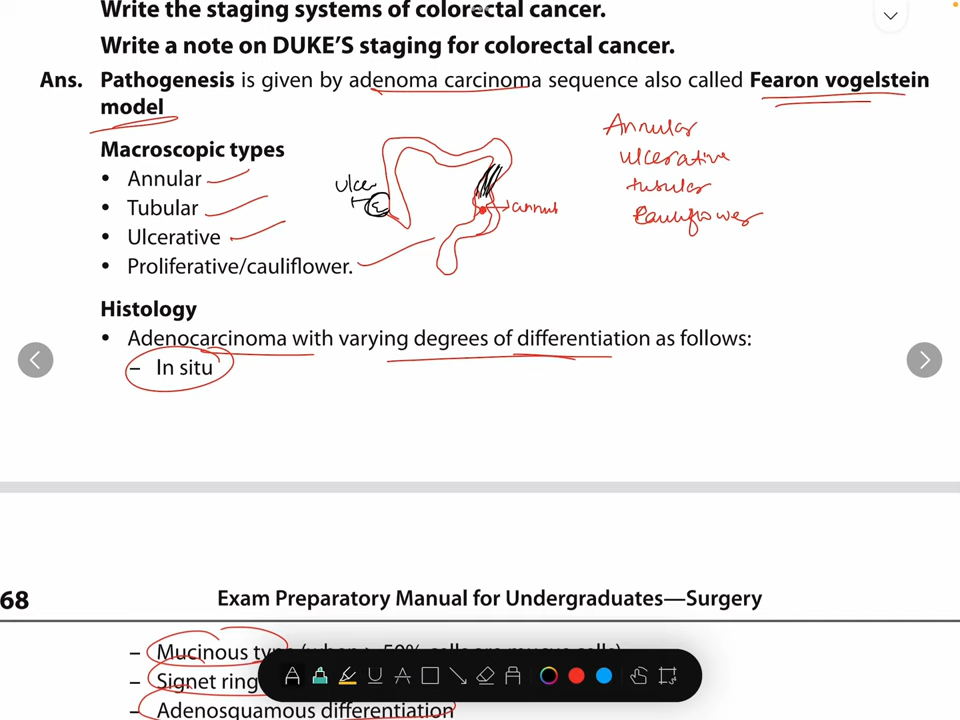 Write the staging systems of colorectal cancer.
Write a note on DUKE'S staging for colorectal cancer.
Ans. Pathogenesis is given by adenoma carcinoma sequence also called Fearon vogelstein
model
Annular
Macroscopic types
ulcerative
• Annular
tubular
ulcer
• Tubular
annul
cauliflower
• Ulcerative
• Proliferative/cauliflower.
Histology
• Adenocarcinoma with varying degrees of differentiation as follows:
– In situ
68 Exam Preparatory Manual for Undergraduates—Surgery
– Mucinous
– Signet ring
– Adenosquamous differentiation